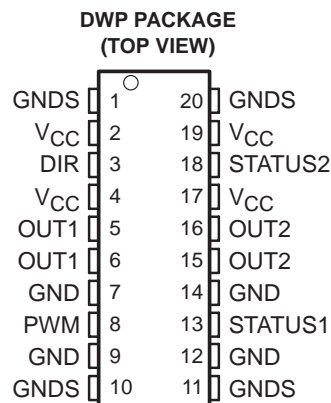 DWP PACKAGE
(TOP VIEW)
GNDS 1 20 GNDS
VCC 2 19 VCC
DIR 3 18 STATUS2
VCC 4 17 VCC
OUT1 5 16 OUT2
OUT1 6 15 OUT2
GND 7 14 GND
PWM 8 13 STATUS1
GND 9 12 GND
GNDS 10 11 GNDS